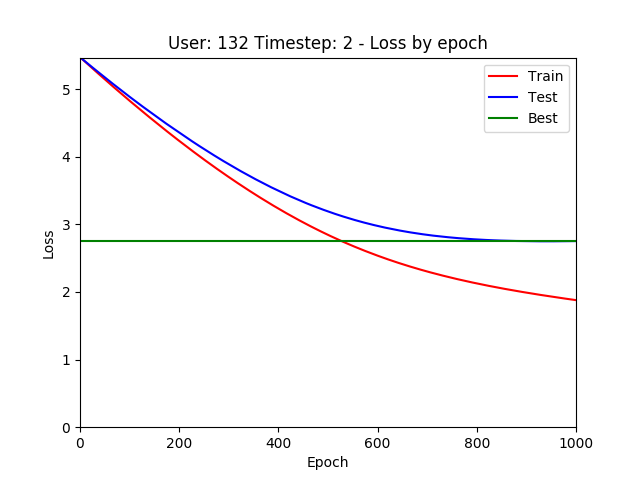 User: 132 Timestep: 2 - Loss by epoch
Train
Test
Best
5
4
3
2
1
0
Loss
0 200 400 600 800 1000
Epoch